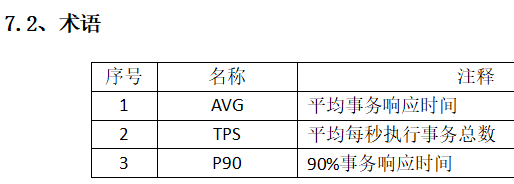 7.2、术语
序号 名称 注释
1 AVG 平均事务响应时间
2 TPS 平均每秒执行事务总数
3 P90 90%事务响应时间